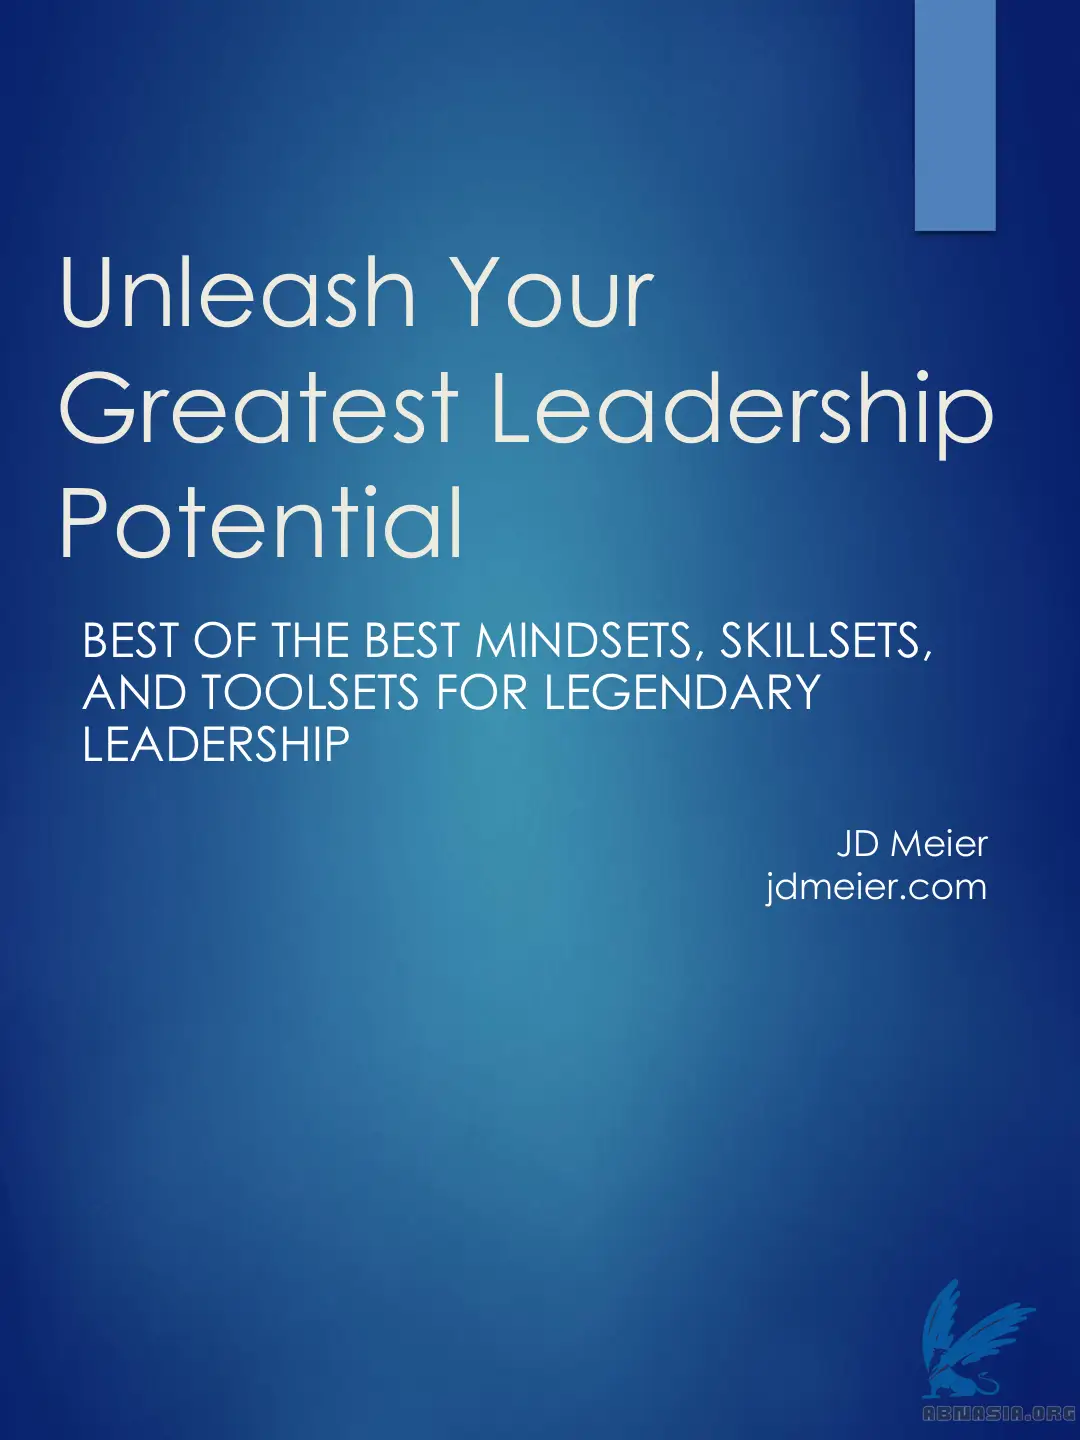 Unleash Your
Greatest Leadership
Potential
BEST OF THE BEST MINDSETS, SKILLSETS,
AND TOOLSETS FOR LEGENDARY
LEADERSHIP
JD Meier
jdmeier.com
ABNASIA.ORG